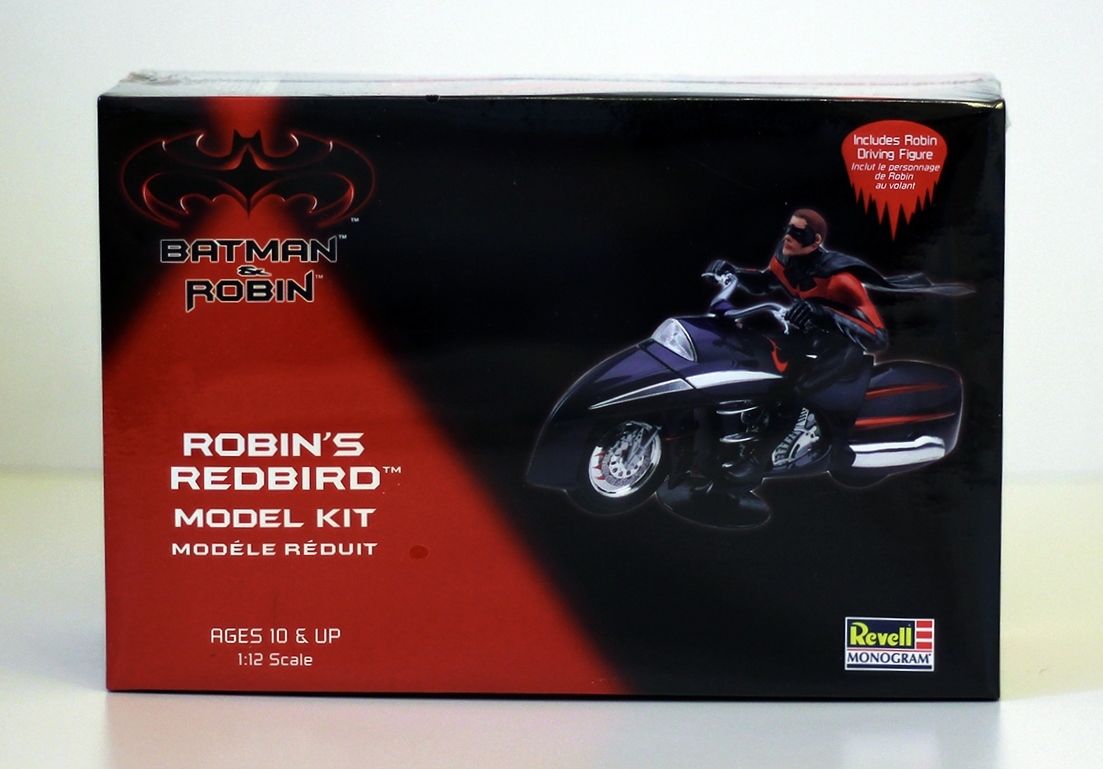 BATMAN™
&
ROBIN™
Includes Robin
Driving Figure
Inclut le personnage
de Robin
au volant
ROBIN'S
REDBIRD™
MODEL KIT
MODÉLE RÉDUIT
AGES 10 & UP
1:12 Scale
Revell
MONOGRAM®